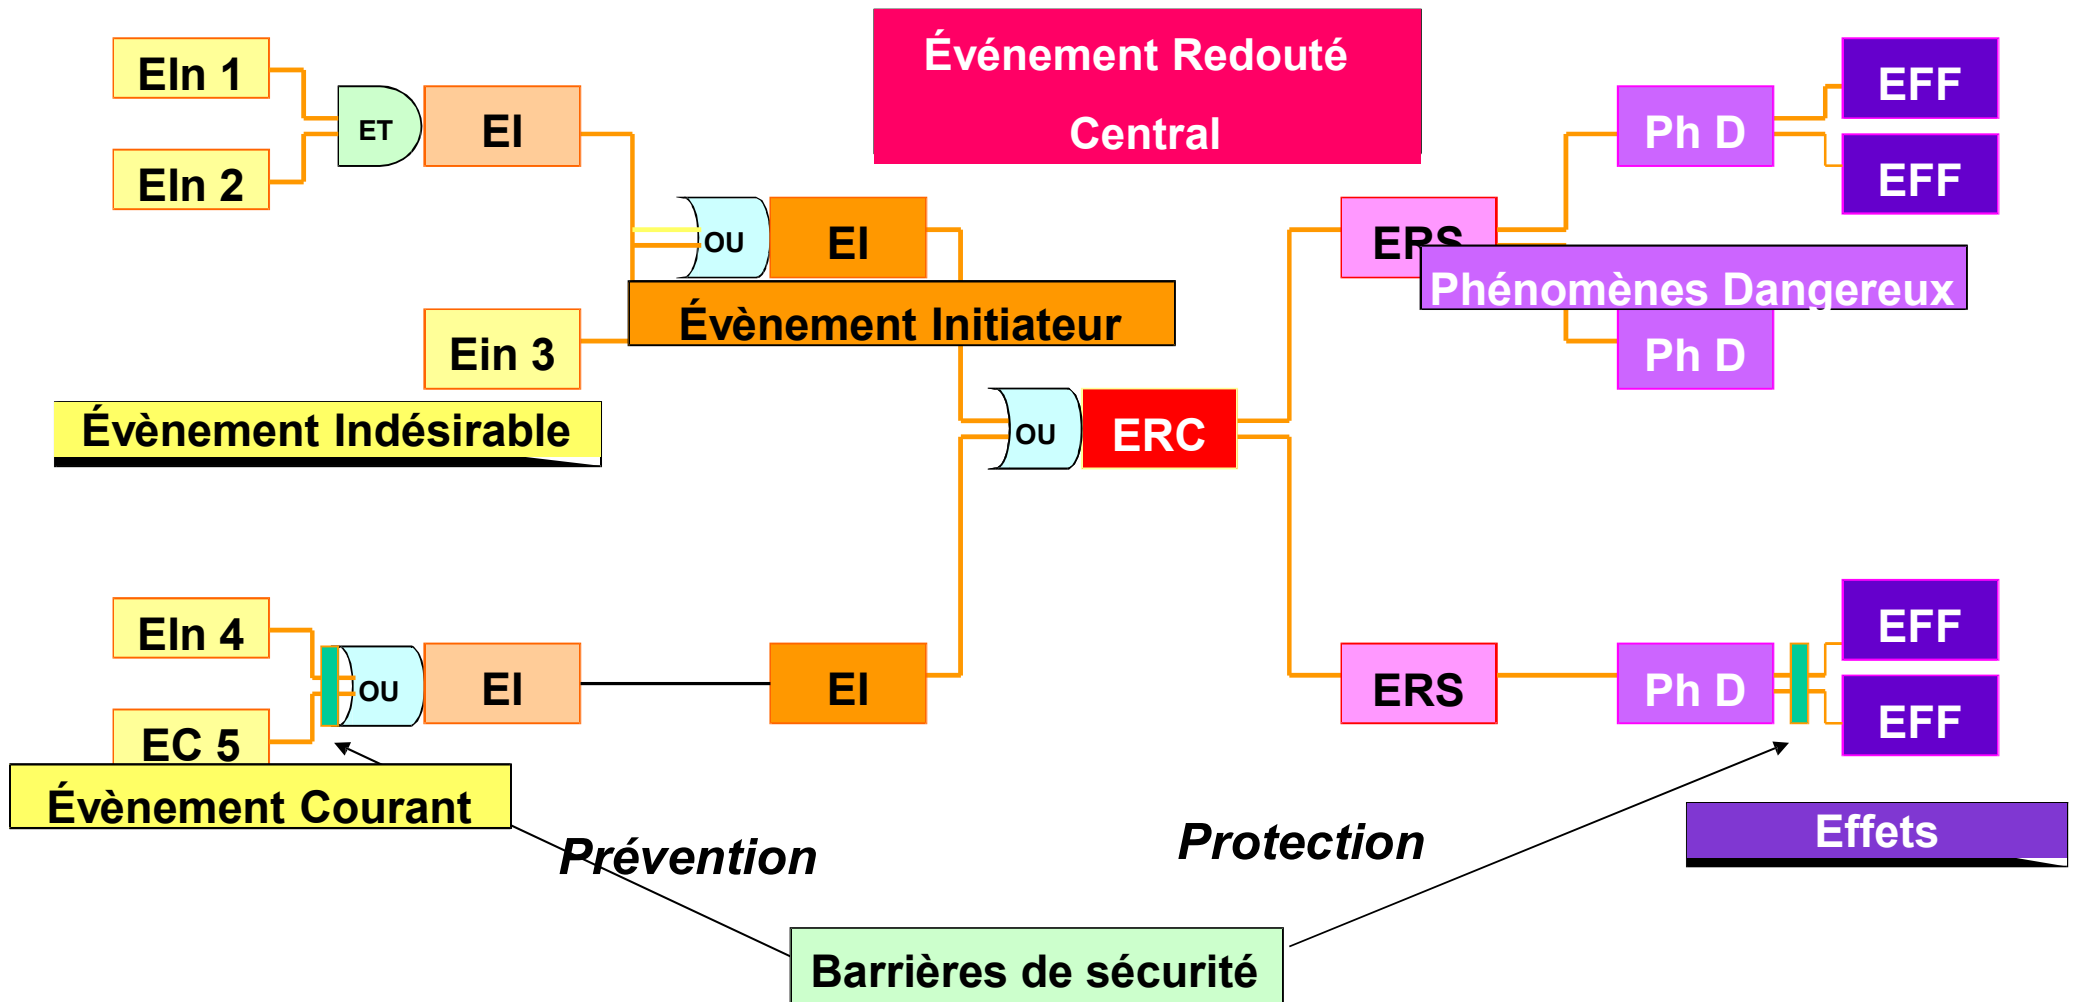 Événement Redouté
Central
EIn 1
EIn 2
ET
EI
OU
EI
Évènement Initiateur
Ein 3
Évènement Indésirable
OU
ERC
ERS
Phénomènes Dangereux
Ph D
EFF
EFF
Ph D
EIn 4
EC 5
OU
EI
EI
ERS
Ph D
EFF
EFF
Évènement Courant
Prévention
Protection
Effets
Barrières de sécurité